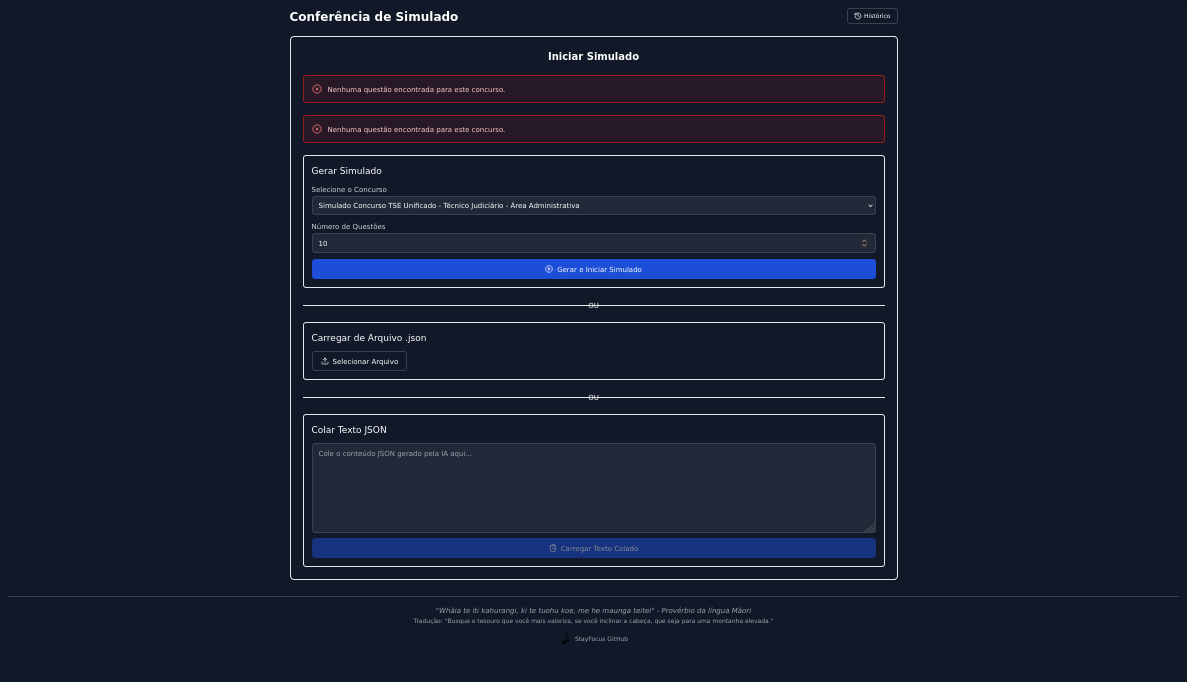 Conferência de Simulado
Histórico
Iniciar Simulado
Nenhuma questão encontrada para este concurso.
Nenhuma questão encontrada para este concurso.
Gerar Simulado
Selecione o Concurso
Simulado Concurso TSE Unificado - Técnico Judiciário - Área Administrativa
Número de Questões
10
Gerar e Iniciar Simulado
OU
Carregar de Arquivo .json
Selecionar Arquivo
OU
Colar Texto JSON
Cole o conteúdo JSON gerado pela IA aqui...
Carregar Texto Colado
"Whāia te iti kahurangi, ki te tuohu koe, me he maunga teitei" - Provérbio da língua Māori
Tradução: "Busque o tesouro que você mais valoriza, se você inclinar a cabeça, que seja para uma montanha elevada."
StayFocus GitHub